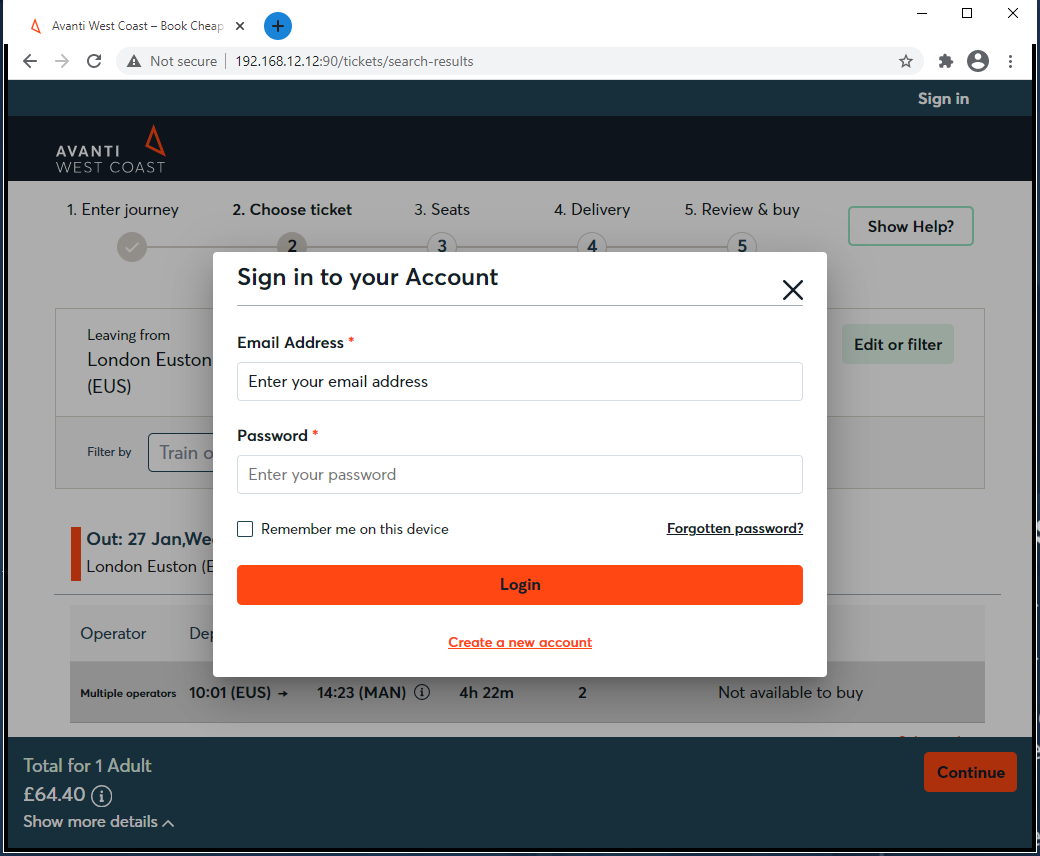 Avanti West Coast – Book Cheap
Not secure
192.168.12.12:90/tickets/search-results
Sign in
AVANTI
WEST COAST
1. Enter journey
2. Choose ticket
3. Seats
4. Delivery
5. Review & buy
2
3
4
5
Show Help?
Sign in to your Account
Leaving from
London Euston
(EUS)
Edit or filter
Email Address *
Enter your email address
Password *
Enter your password
Filter by
Train o
Remember me on this device
Forgotten password?
Out: 27 Jan,We
London Euston (E
Login
Create a new account
Operator
Dep
Multiple operators
10:01 (EUS) →
14:23 (MAN)
4h 22m
2
Not available to buy
Total for 1 Adult
£64.40
Show more details
Continue